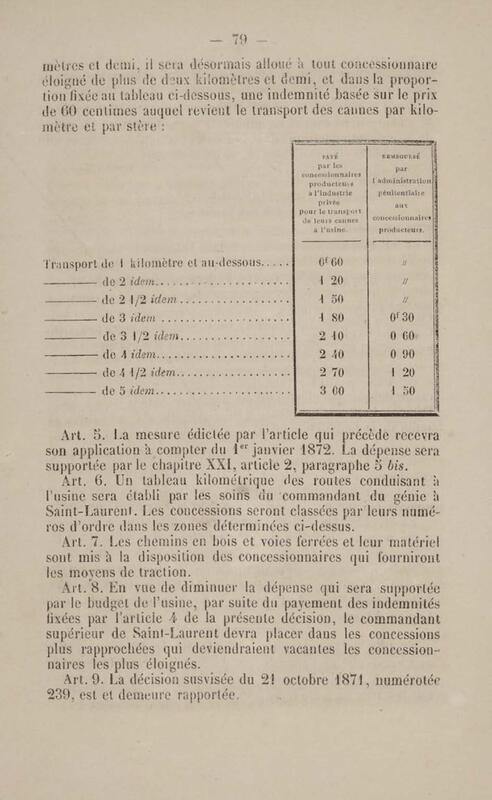 — 79 —
mètres et demi, il sera désormais alloué à tout concessionnaire
éloigné de plus de deux kilomètres et demi, et dans la propor-
tion fixée au tableau ci-dessous, une indemnité basée sur le prix
de 60 centimes auquel revient le transport des cannes par kilo-
mètre et par stère :
PAYÉ par les concessionnaires producteurs à l'industrie privée pour le transport de leurs cannes à l'usine.
REMBOURSÉ par l'administration pénitentiaire aux concessionnaires producteurs.
Transport de 1 kilomètre et au-dessous..... 0f 60 //
——— de 2 idem...................... 1 20 //
——— de 2 1/2 idem.................. 1 50 //
——— de 3 idem...................... 1 80 0f 30
——— de 3 1/2 idem.................. 2 10 0 60
——— de 4 idem...................... 2 40 0 90
——— de 4 1/2 idem.................. 2 70 1 20
——— de 5 idem...................... 3 00 1 50
Art. 5. La mesure édictée par l'article qui précède recevra
son application à compter du 1er janvier 1872. La dépense sera
supportée par le chapitre XXI, article 2, paragraphe 5 bis.
Art. 6. Un tableau kilométrique des routes conduisant à
l'usine sera établi par les soins du commandant du génie à
Saint-Laurent. Les concessions seront classées par leurs numé-
ros d'ordre dans les zones déterminées ci-dessus.
Art. 7. Les chemins en bois et voies ferrées et leur matériel
sont mis à la disposition des concessionnaires qui fourniront
les moyens de traction.
Art. 8. En vue de diminuer la dépense qui sera supportée
par le budget de l'usine, par suite du payement des indemnités
fixées par l'article 4 de la présente décision, le commandant
supérieur de Saint-Laurent devra placer dans les concessions
plus rapprochées qui deviendraient vacantes les concession-
naires les plus éloignés.
Art. 9. La décision susvisée du 21 octobre 1871, numérotée
239, est et demeure rapportée.